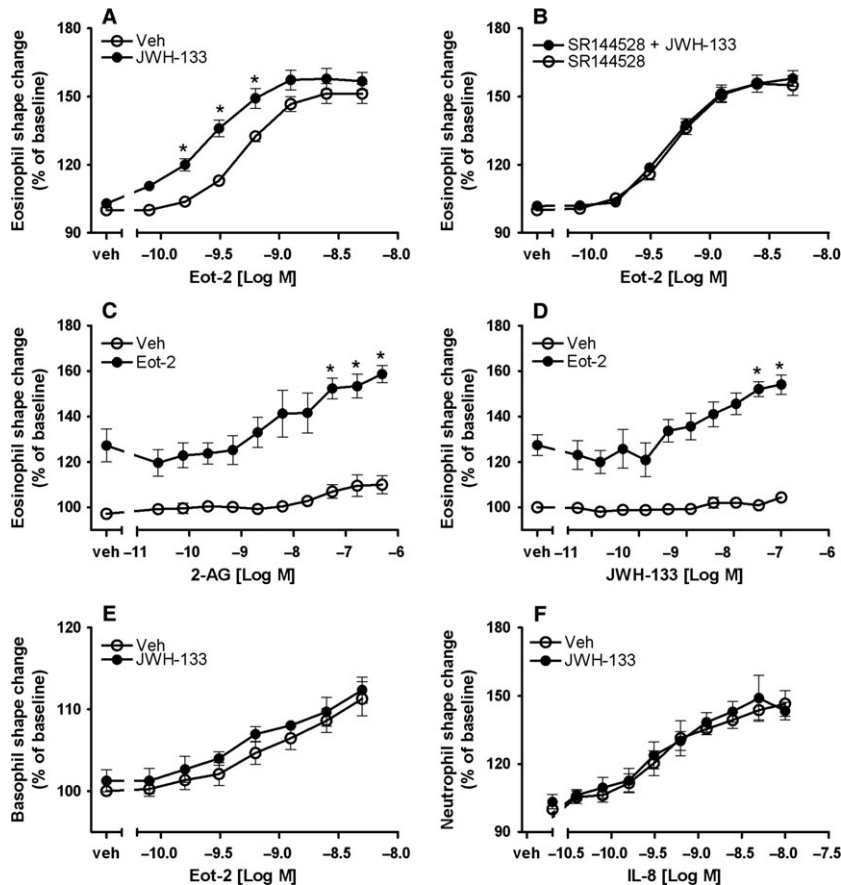 A
Veh
JWH-133
Eosinophil shape change
(% of baseline)
180
150
120
90
* * *
veh –10.0 –9.5 –9.0 –8.5 –8.0
Eot-2 [Log M]
B
SR144528 + JWH-133
SR144528
Eosinophil shape change
(% of baseline)
180
150
120
90
veh –10.0 –9.5 –9.0 –8.5 –8.0
Eot-2 [Log M]
C
Veh
Eot-2
Eosinophil shape change
(% of baseline)
180
160
140
120
100
* * *
veh –11 –10 –9 –8 –7 –6
2-AG [Log M]
D
Veh
Eot-2
Eosinophil shape change
(% of baseline)
180
160
140
120
100
* *
veh –11 –10 –9 –8 –7 –6
JWH-133 [Log M]
E
Veh
JWH-133
Basophil shape change
(% of baseline)
120
110
100
veh –10.0 –9.5 –9.0 –8.5 –8.0
Eot-2 [Log M]
F
Veh
JWH-133
Neutrophil shape change
(% of baseline)
180
150
120
90
veh –10.5 –10.0 –9.5 –9.0 –8.5 –8.0 –7.5
IL-8 [Log M]